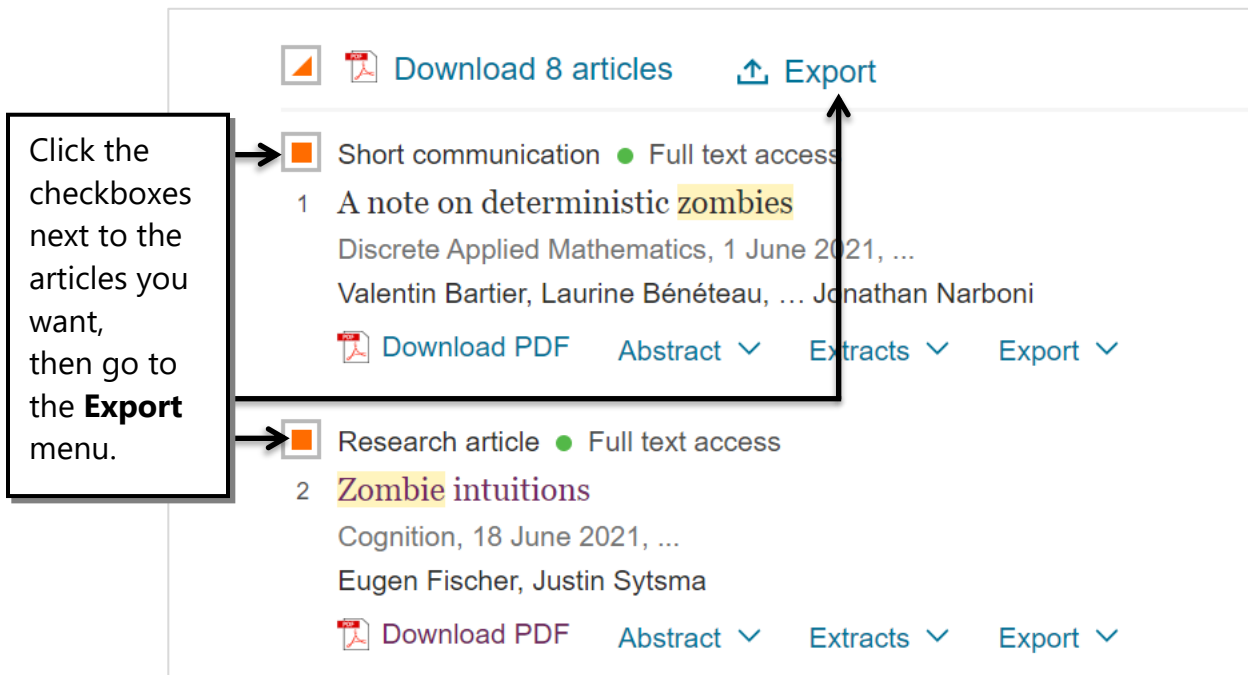 Download 8 articles Export
Click the
checkboxes
next to the
articles you
want,
then go to
the Export
menu.
Short communication ● Full text access
1 A note on deterministic zombies
Discrete Applied Mathematics, 1 June 2021, ...
Valentin Bartier, Laurine Bénéteau, … Jonathan Narboni
PDF Download PDF Abstract Extracts Export
Research article ● Full text access
2 Zombie intuitions
Cognition, 18 June 2021, ...
Eugen Fischer, Justin Sytsma
PDF Download PDF Abstract Extracts Export